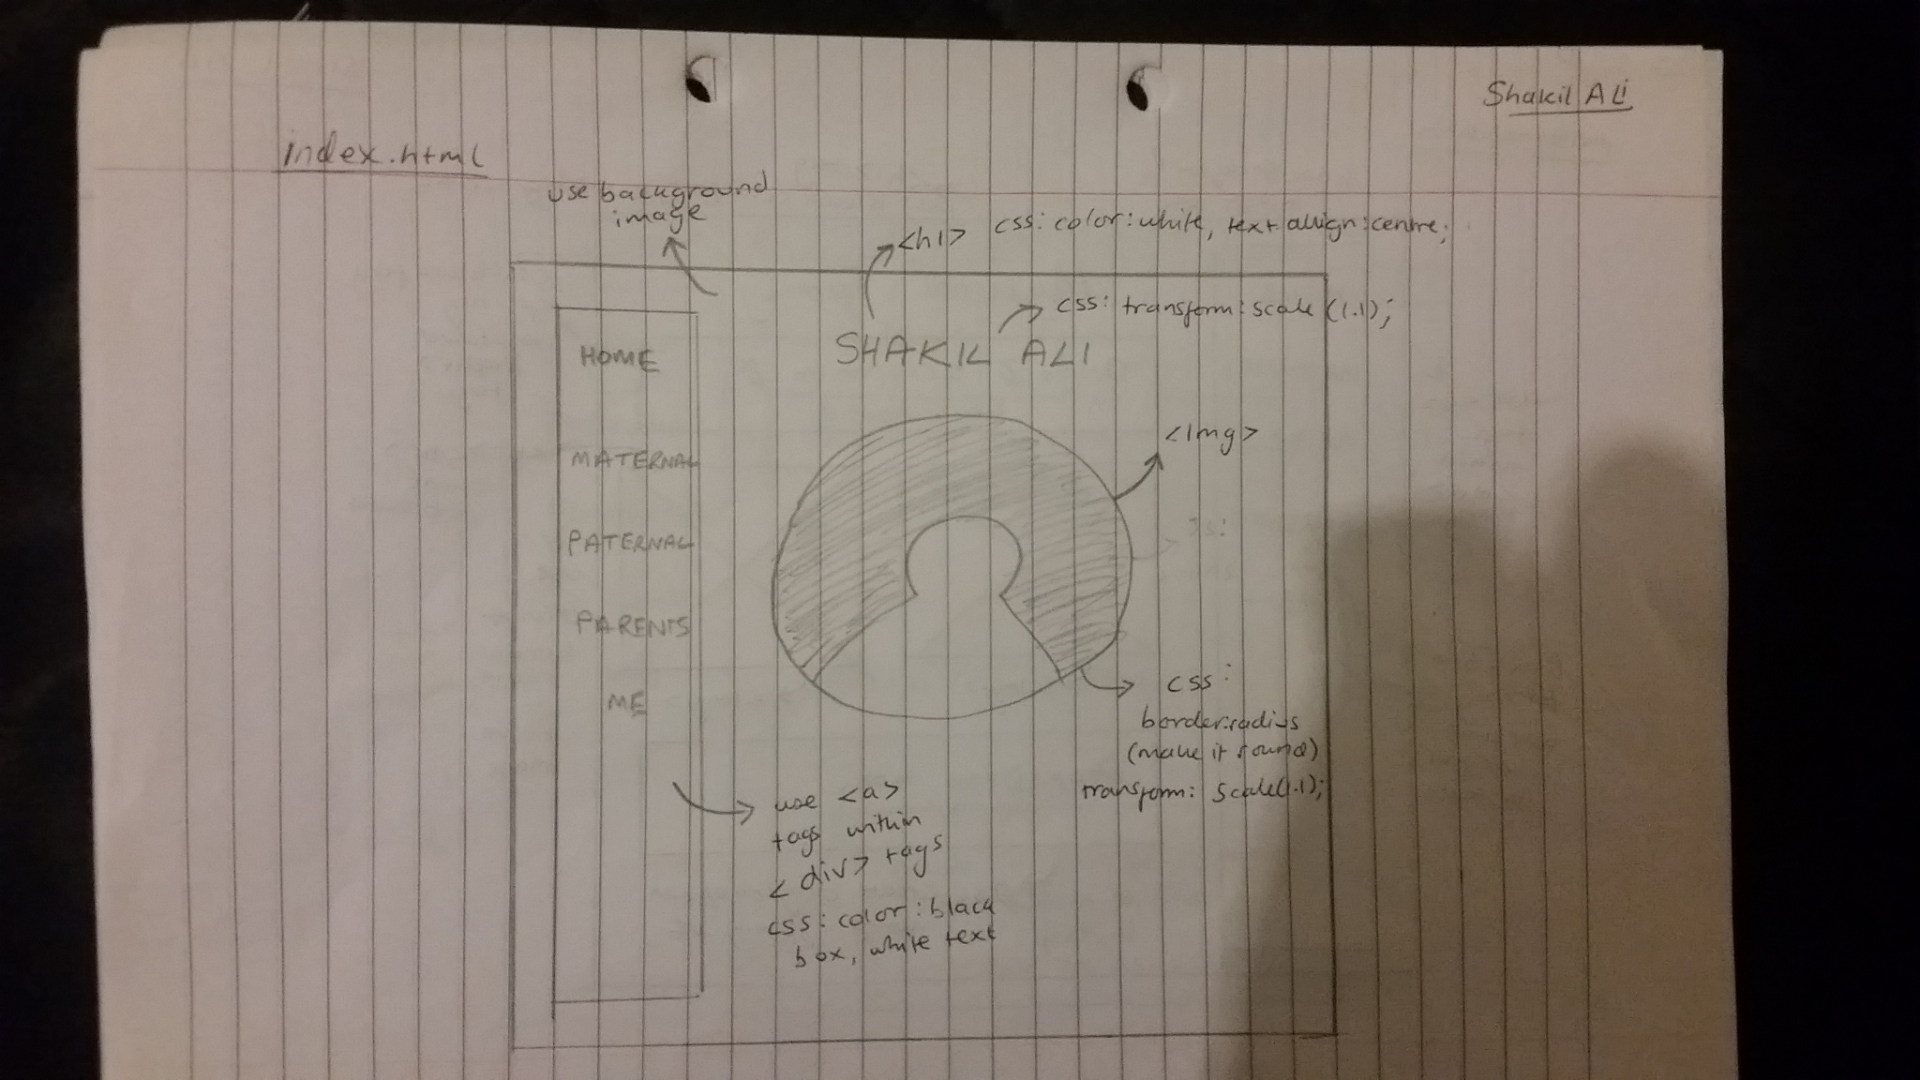 Shakil Ali
index.html
use background
image
<h1> css: color: white, text allign: centre;
css: transform: scale (1.1);
SHAKIL ALI
HOME
MATERNAL
PATERNAL
PARENTS
ME
<img>
css:
border:radius
(make it round)
transform: scale(1.1);
use <a>
tags within
<div> tags
css: color: black
box, white text